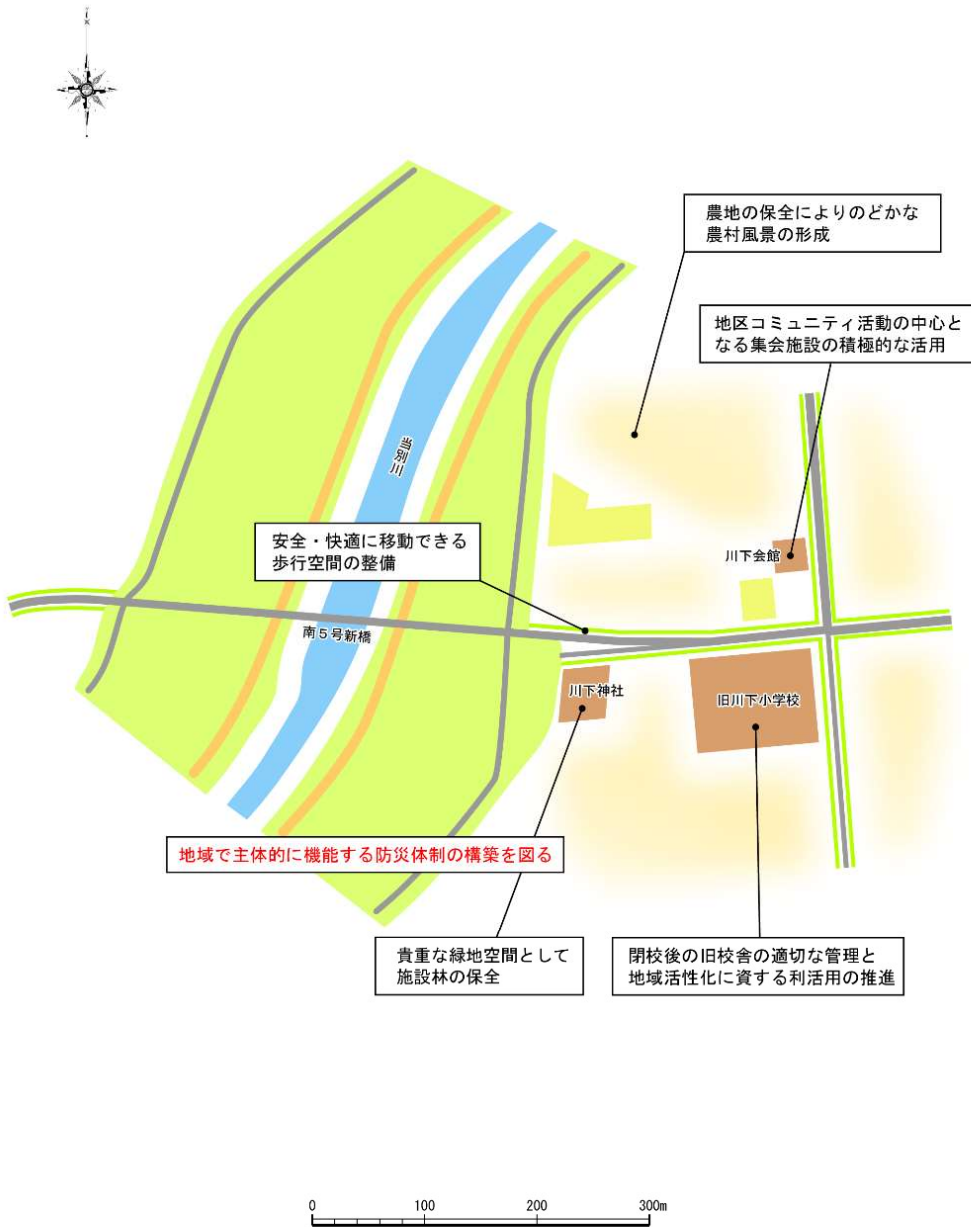 N
農地の保全によりのどかな
農村風景の形成
地区コミュニティ活動の中心と
なる集会施設の積極的な活用
当別川
安全・快適に移動できる
歩行空間の整備
川下会館
南5号新橋
川下神社
旧川下小学校
地域で主体的に機能する防災体制の構築を図る
貴重な緑地空間として
施設林の保全
閉校後の旧校舎の適切な管理と
地域活性化に資する利活用の推進
0 100 200 300m